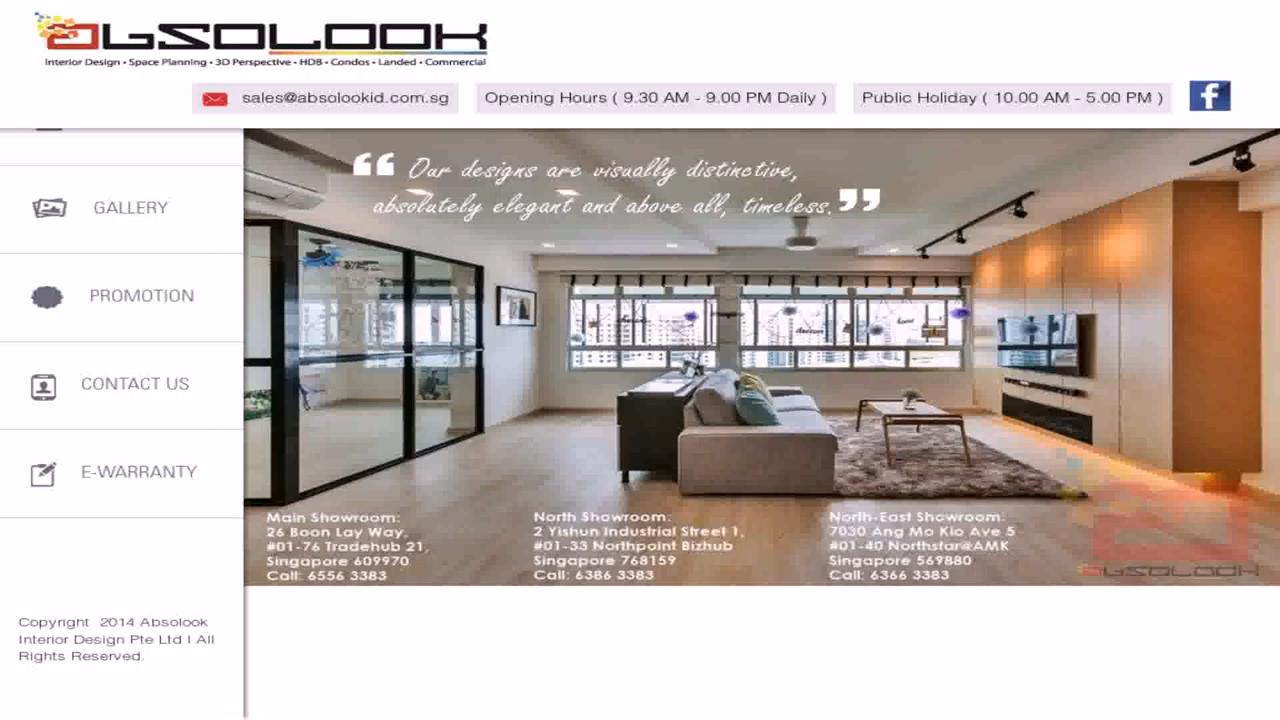 abSOLOOK
Interior Design • Space Planning • 3D Perspective • HDB • Condos • Landed • Commercial
sales@absolookid.com.sg
Opening Hours ( 9.30 AM - 9.00 PM Daily )
Public Holiday ( 10.00 AM - 5.00 PM )
f
GALLERY
PROMOTION
CONTACT US
E-WARRANTY
Copyright 2014 Absolook
Interior Design Pte Ltd I All
Rights Reserved.
“ Our designs are visually distinctive,
absolutely elegant and above all, timeless. ”
Main Showroom:
26 Boon Lay Way,
#01-76 Tradehub 21,
Singapore 609970
Call: 6556 3383
North Showroom:
2 Yishun Industrial Street 1,
#01-33 Northpoint Bizhub
Singapore 768159
Call: 6386 3383
North-East Showroom:
7030 Ang Mo Kio Ave 5
#01-40 Northstar@AMK
Singapore 569880
Call: 6366 3383
abSOLOOK